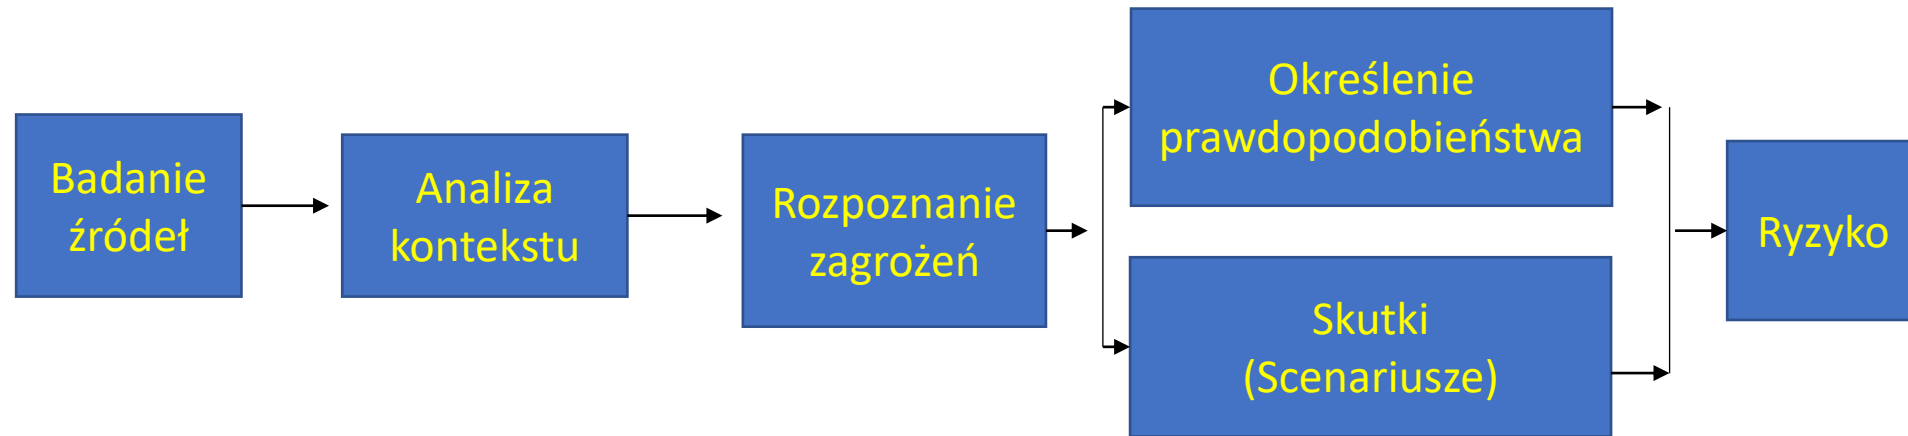 Badanie
źródeł
Analiza
kontekstu
Rozpoznanie
zagrożeń
Określenie
prawdopodobieństwa
Skutki
(Scenariusze)
Ryzyko